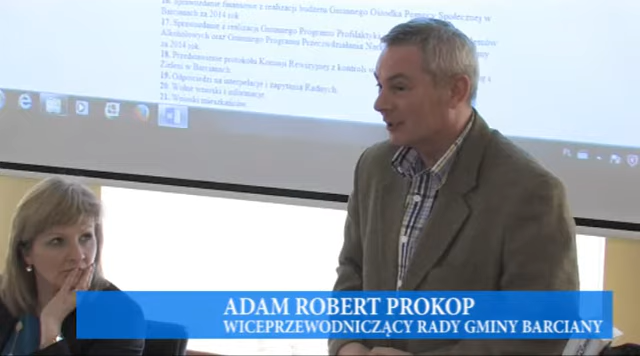 16. Sprawozdanie finansowe z realizacji budżetu Gminnego Ośrodka Pomocy Społecznej w
Barcianach za 2014 rok
17. Sprawozdanie z realizacji Gminnego Programu Profilaktyki
Alkoholowych oraz Gminnego Programu Przeciwdziałania
za 2014 rok.
18. Przedstawienie protokołu Komisji Rewizyjnej z kontroli
Zieleni w Barcianach.
19. Odpowiedzi na interpelacje i zapytania Radnych.
20. Wolne wnioski i informacje.
21. Wnioski mieszkańców.
PL
ADAM ROBERT PROKOP
WICEPRZEWODNICZĄCY RADY GMINY BARCIANY